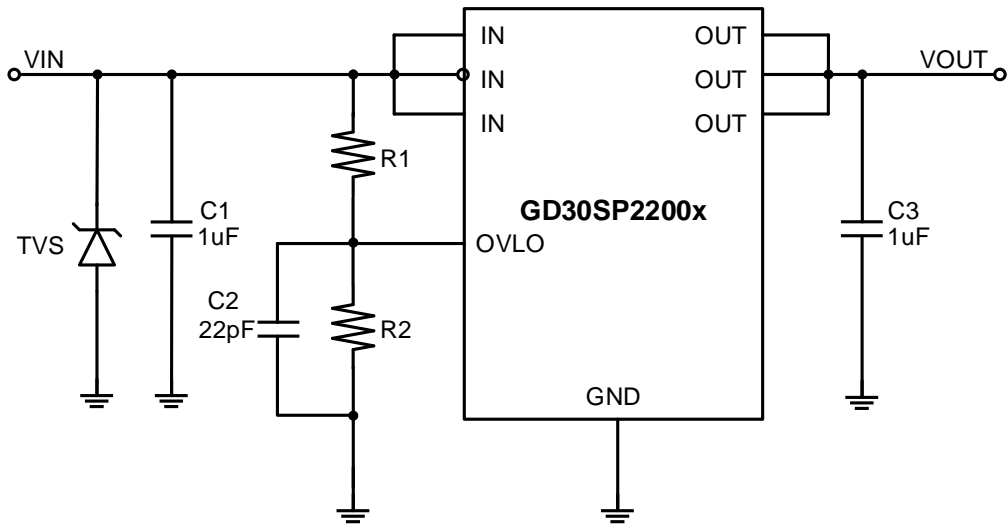 VIN
IN
OUT
IN
OUT
VOUT
IN
OUT
R1
GD30SP2200x
TVS
C1
1uF
OVLO
C3
1uF
C2
22pF
R2
GND